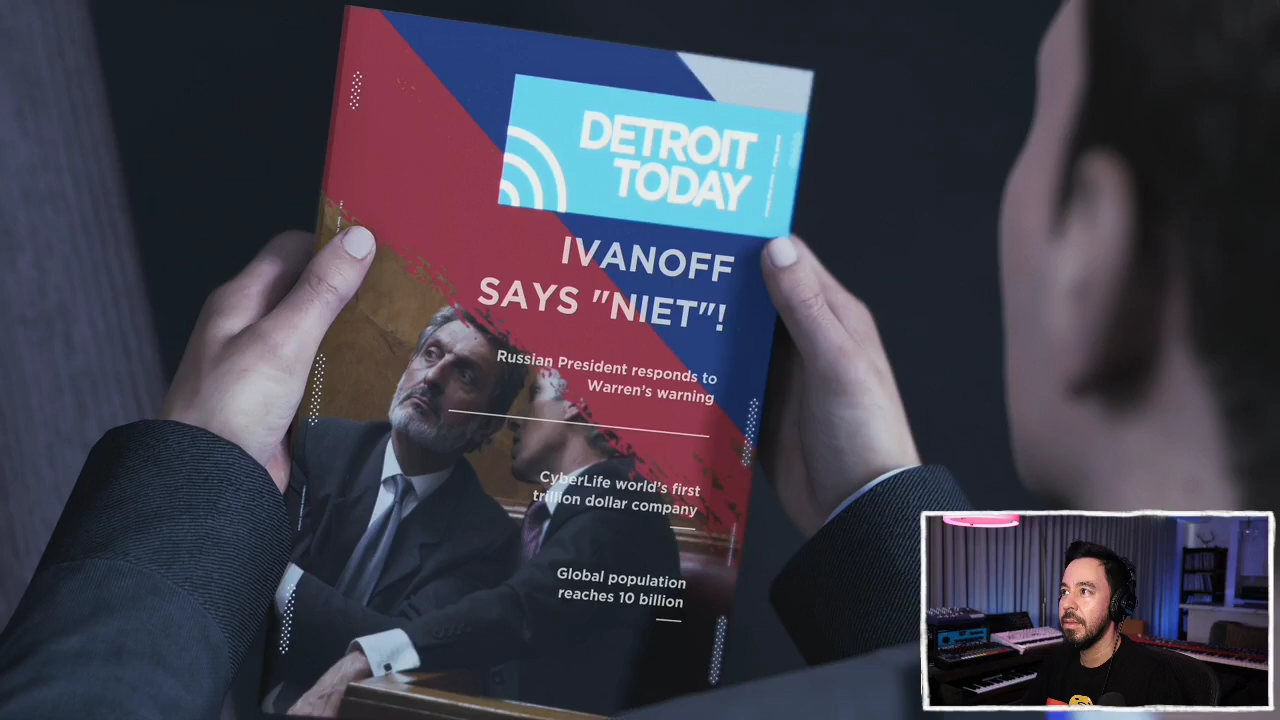 DETROIT
TODAY
IVANOFF
SAYS "NIET"!
Russian President responds to
Warren's warning
CyberLife world's first
trillion dollar company
Global population
reaches 10 billion